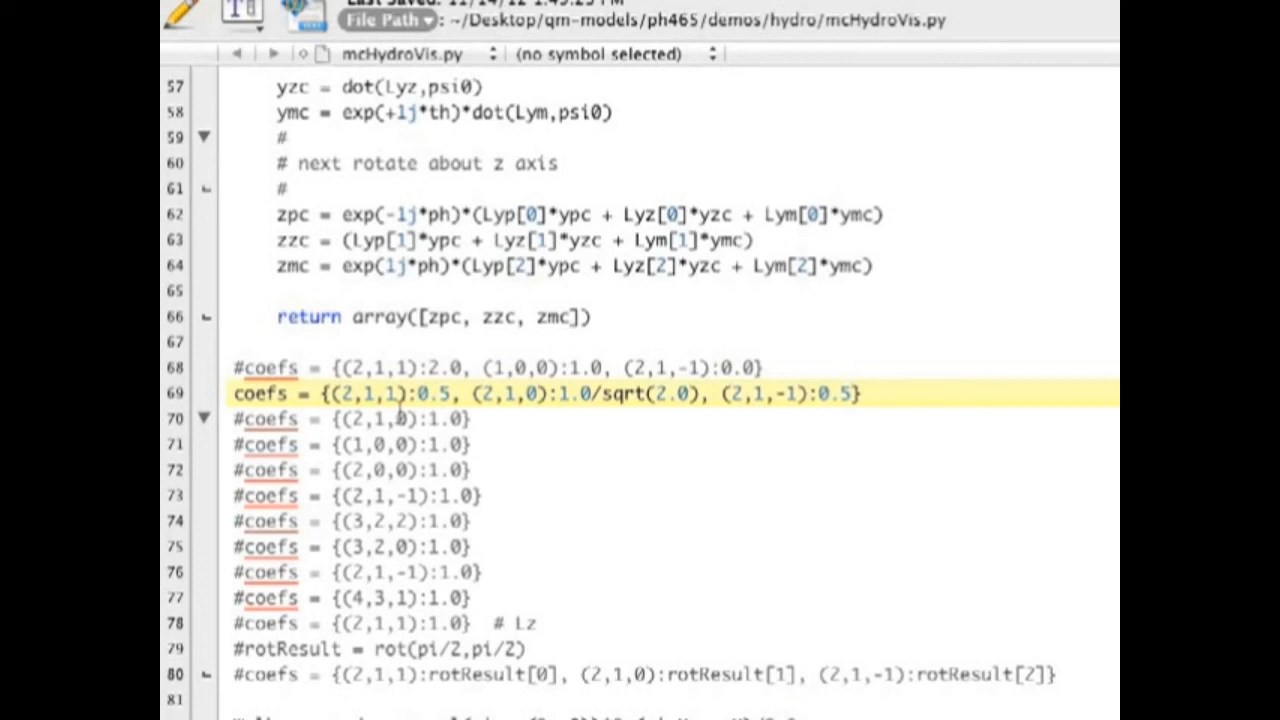 File Path ▾: ~/Desktop/qm-models/ph465/demos/hydro/mcHydroVis.py
mcHydroVis.py (no symbol selected)
57 yzc = dot(Lyz,psi0)
58 ymc = exp(+1j*th)*dot(Lym,psi0)
59 #
60 # next rotate about z axis
61 #
62 zpc = exp(-1j*ph)*(Lyp[0]*ypc + Lyz[0]*yzc + Lym[0]*ymc)
63 zzc = (Lyp[1]*ypc + Lyz[1]*yzc + Lym[1]*ymc)
64 zmc = exp(1j*ph)*(Lyp[2]*ypc + Lyz[2]*yzc + Lym[2]*ymc)
65
66 return array([zpc, zzc, zmc])
67
68 #coefs = {(2,1,1):2.0, (1,0,0):1.0, (2,1,-1):0.0}
69 coefs = {(2,1,1):0.5, (2,1,0):1.0/sqrt(2.0), (2,1,-1):0.5}
70 #coefs = {(2,1,0):1.0}
71 #coefs = {(1,0,0):1.0}
72 #coefs = {(2,0,0):1.0}
73 #coefs = {(2,1,-1):1.0}
74 #coefs = {(3,2,2):1.0}
75 #coefs = {(3,2,0):1.0}
76 #coefs = {(2,1,-1):1.0}
77 #coefs = {(4,3,1):1.0}
78 #coefs = {(2,1,1):1.0} # Lz
79 #rotResult = rot(pi/2,pi/2)
80 #coefs = {(2,1,1):rotResult[0], (2,1,0):rotResult[1], (2,1,-1):rotResult[2]}
81